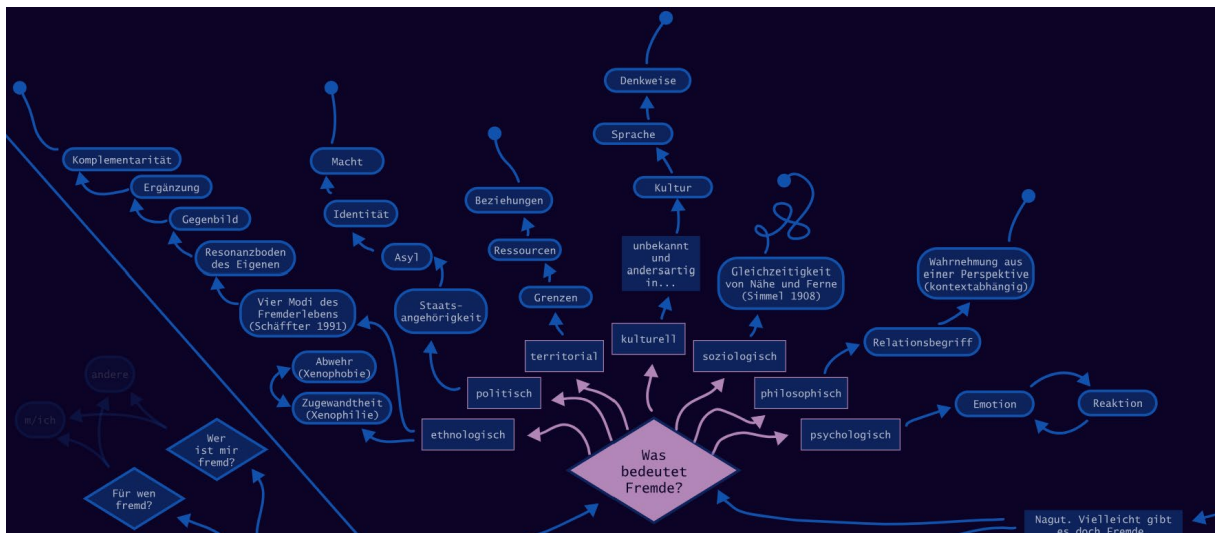 Denkweise
Sprache
Komplementarität
Macht
Ergänzung
Kultur
Beziehungen
Gegenbild
Identität
Resonanzboden
des Eigenen
Asyl
Ressourcen
unbekannt
und
andersartig
in...
Gleichzeitigkeit
von Nähe und Ferne
(Simmel 1908)
Wahrnehmung aus
einer Perspektive
(kontextabhängig)
Vier Modi des
Fremderlebens
(Schäffter 1991)
Staats-
angehörigkeit
Grenzen
territorial
kulturell
soziologisch
Relationsbegriff
Abwehr
(Xenophobie)
Zugewandtheit
(Xenophilie)
politisch
philosophisch
Emotion
Reaktion
andere
m/ich
ethnologisch
psychologisch
Wer
ist mir
fremd?
Was
bedeutet
Fremde?
Für wen
fremd?
Nagut. Vielleicht gibt
es doch Fremde